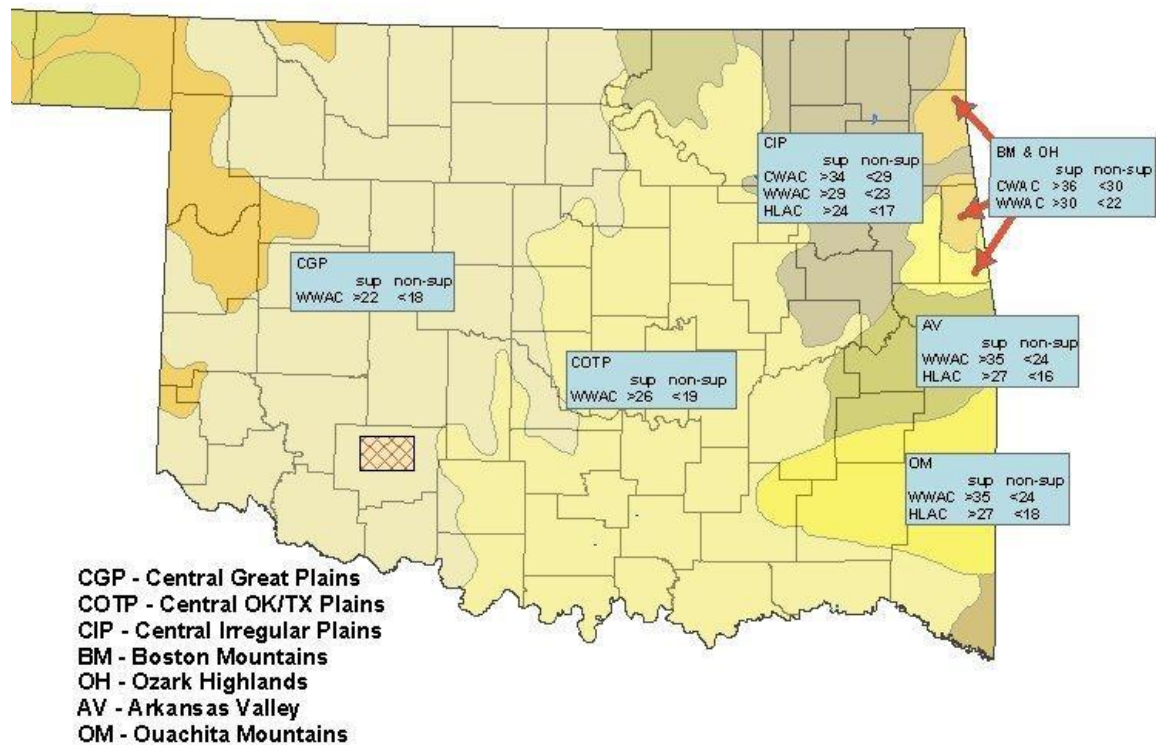 CIP
sup non-sup
CWAC >34 <29
WWAC >29 <23
HLAC >24 <17
BM & OH
sup non-sup
CWAC >36 <30
WWAC >30 <22
CGP
sup non-sup
WWAC >22 <18
AV
sup non-sup
WWAC >35 <24
HLAC >27 <16
COTP
sup non-sup
WWAC >26 <19
OM
sup non-sup
WWAC >35 <24
HLAC >27 <18
CGP - Central Great Plains
COTP - Central OK/TX Plains
CIP - Central Irregular Plains
BM - Boston Mountains
OH - Ozark Highlands
AV - Arkansas Valley
OM - Ouachita Mountains